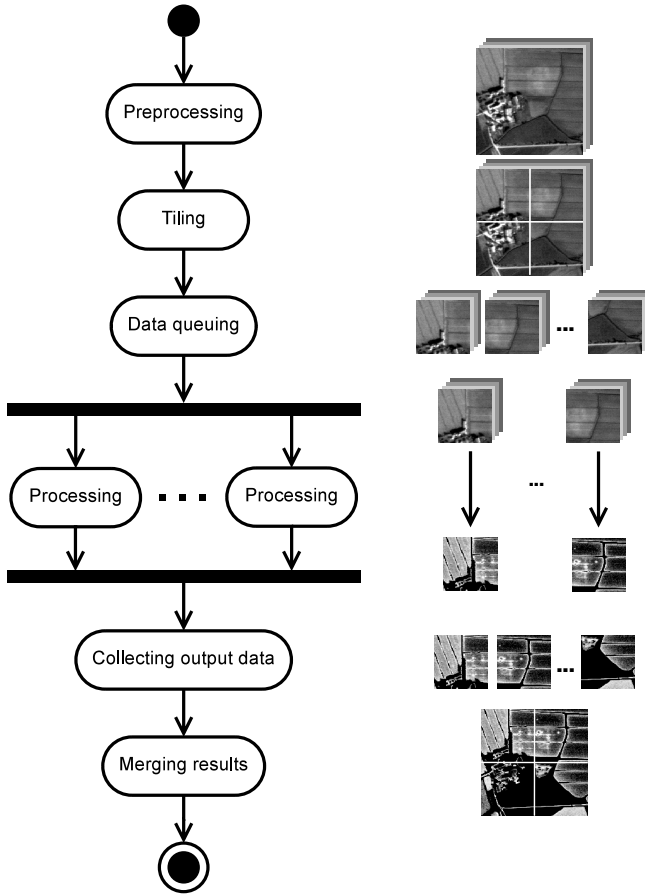 Preprocessing
Tiling
Data queuing
...
...
Processing
. . .
Processing
...
Collecting output data
...
Merging results